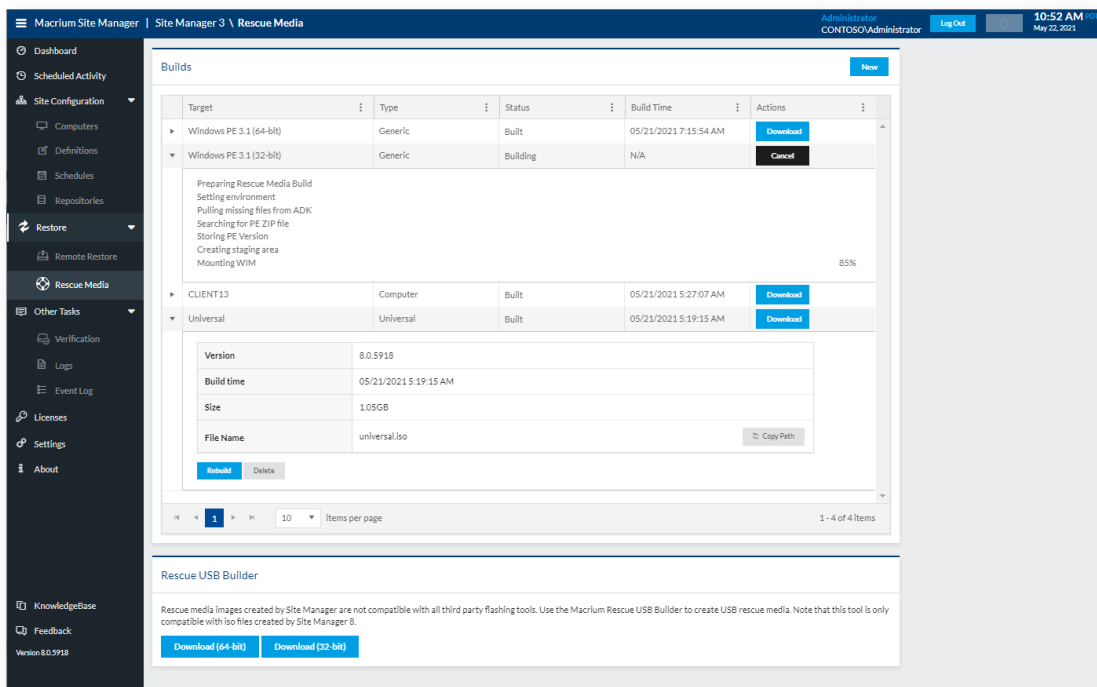 Macrium Site Manager | Site Manager 3 \ Rescue Media
Administrator
CONTOSO\Administrator
Log Out
0
10:52 AM PDT
May 22, 2021
Dashboard
Scheduled Activity
Site Configuration
Computers
Definitions
Schedules
Repositories
Restore
Remote Restore
Rescue Media
Other Tasks
Verification
Logs
Event Log
Licenses
Settings
About
KnowledgeBase
Feedback
Version 8.0.5918
Builds
New
Target Type Status Build Time Actions
Windows PE 3.1 (64-bit) Generic Built 05/21/2021 7:15:54 AM Download
Windows PE 3.1 (32-bit) Generic Building N/A Cancel
Preparing Rescue Media Build
Setting environment
Pulling missing files from ADK
Searching for PE ZIP file
Storing PE Version
Creating staging area
Mounting WIM 85%
CLIENT13 Computer Built 05/21/2021 5:27:07 AM Download
Universal Universal Built 05/21/2021 5:19:15 AM Download
Version 8.0.5918
Build time 05/21/2021 5:19:15 AM
Size 1.05GB
File Name universal.iso Copy Path
Rebuild Delete
1 10 items per page 1 - 4 of 4 items
Rescue USB Builder
Rescue media images created by Site Manager are not compatible with all third party flashing tools. Use the Macrium Rescue USB Builder to create USB rescue media. Note that this tool is only
compatible with iso files created by Site Manager 8.
Download (64-bit) Download (32-bit)